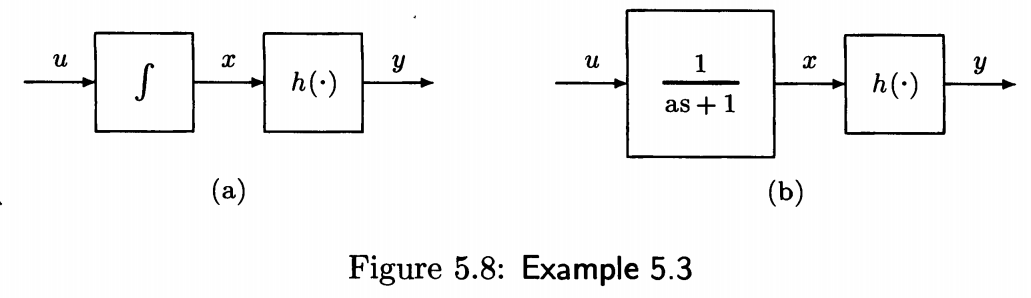 u ∫ x h(·) y
u 1/as + 1 x h(·) y
(a) (b)
Figure 5.8: Example 5.3